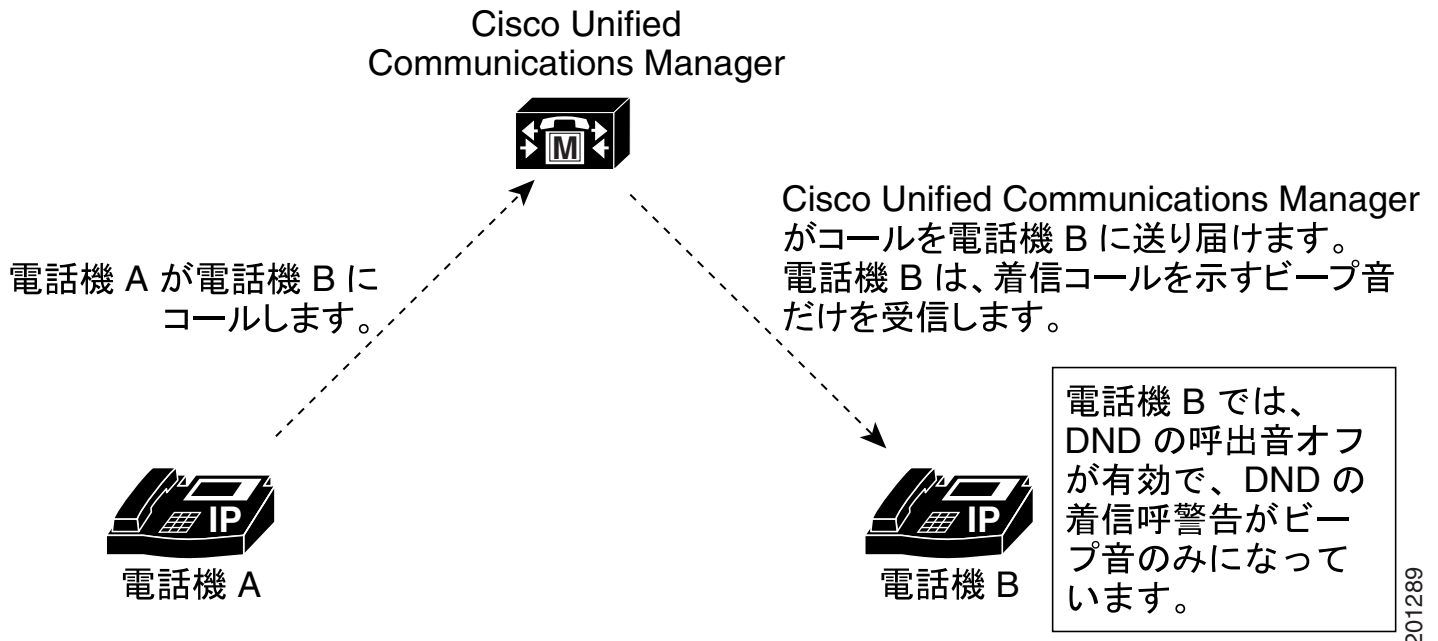 Cisco Unified
Communications Manager
M
Cisco Unified Communications Manager
がコールを電話機 B に送り届けます。
電話機 B は、着信コールを示すビープ音
だけを受信します。
電話機 A が電話機 B に
コールします。
電話機 B では、
DND の呼出音オフ
が有効で、DND の
着信呼警告がビー
プ音のみになって
います。
IP
電話機 A
IP
電話機 B
201289